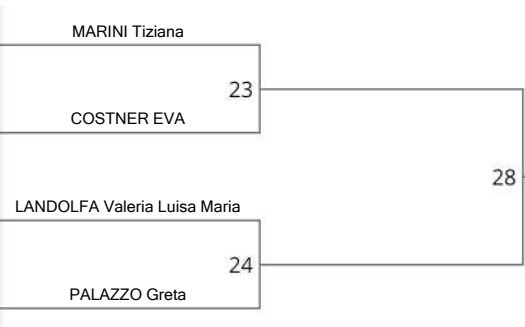 MARINI Tiziana
23
COSTNER EVA
28
LANDOLFA Valeria Luisa Maria
24
PALAZZO Greta